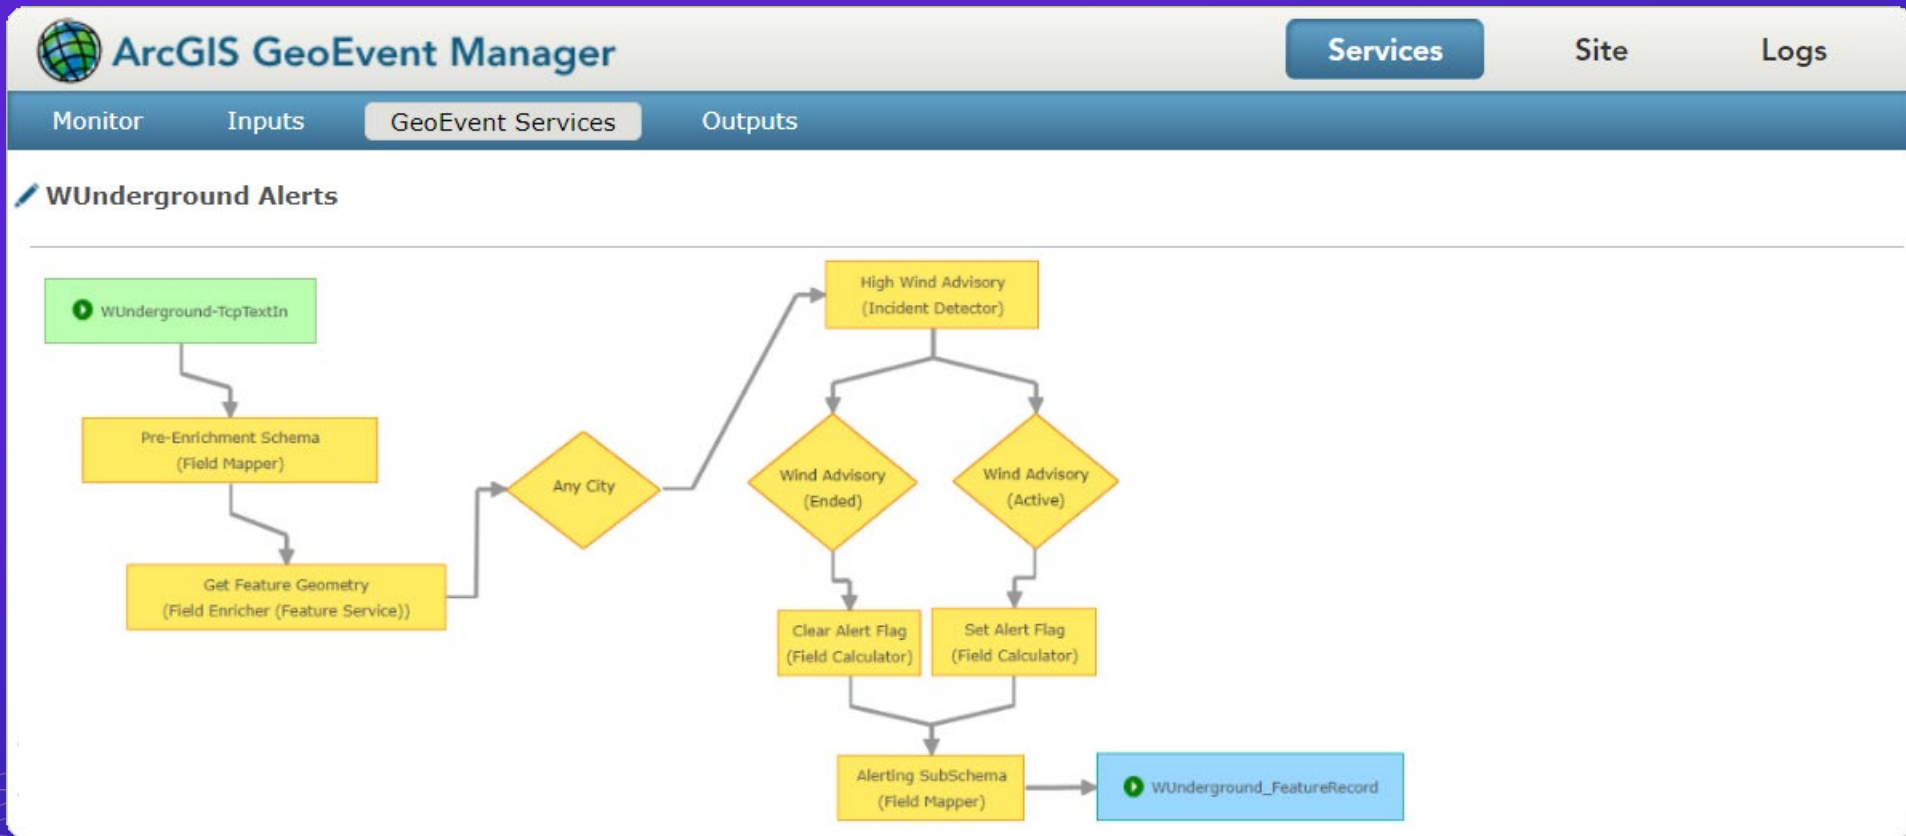 ArcGIS GeoEvent Manager
Services
Site
Logs
Monitor
Inputs
GeoEvent Services
Outputs
WUnderground Alerts
WUnderground-TcpTextIn
Pre-Enrichment Schema
(Field Mapper)
Get Feature Geometry
(Field Enricher (Feature Service))
Any City
High Wind Advisory
(Incident Detector)
Wind Advisory
(Ended)
Wind Advisory
(Active)
Clear Alert Flag
(Field Calculator)
Set Alert Flag
(Field Calculator)
Alerting SubSchema
(Field Mapper)
WUnderground_FeatureRecord